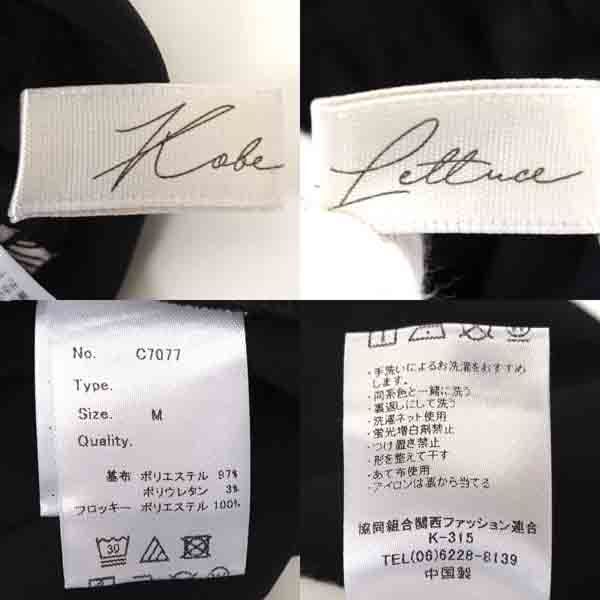 Kobe
Lettuce
No. C7077
Type.
Size. M
Quality.
基布 ポリエステル 97%
ポリウレタン 3%
フロッキー ポリエステル 100%
30
・手洗いによるお洗濯をおすすめ
します。
・同系色と一緒に洗う
・裏返しにして洗う
・洗濯ネット使用
・蛍光増白剤禁止
・つけ置き禁止
・形を整えて干す
・あて布使用
・アイロンは裏から当てる
協同組合関西ファッション連合
K-315
TEL(06)6228-8139
中国製